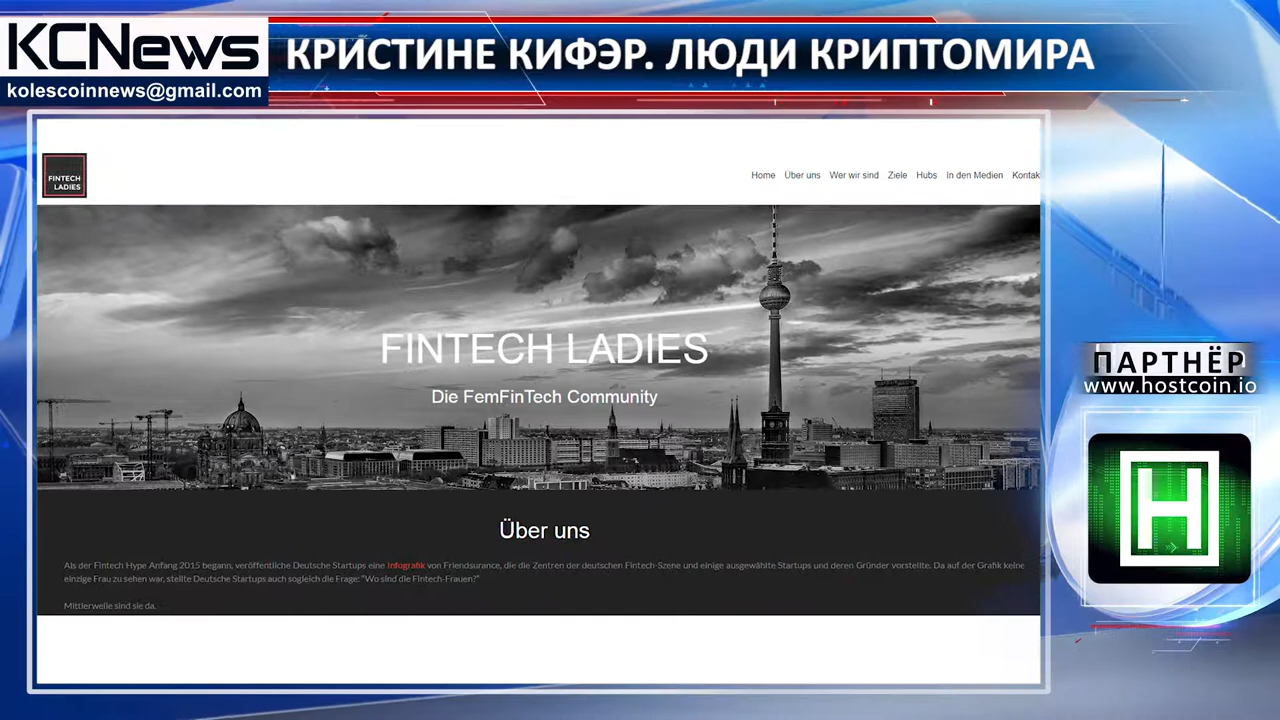 KCNews
kolescoinnews@gmail.com
КРИСТИНЕ КИФЭР. ЛЮДИ КРИПТОМИРА
FINTECH
LADIES
Home Über uns Wer wir sind Ziele Hubs In den Medien Kontak
FINTECH LADIES
Die FemFinTech Community
Über uns
Als der Fintech Hype Anfang 2015 begann, veröffentliche Deutsche Startups eine Infografik von Friendsurance, die die Zentren der deutschen Fintech-Szene und einige ausgewählte Startups und deren Gründer vorstellte. Da auf der Grafik keine
einzige Frau zu sehen war, stellte Deutsche Startups auch sogleich die Frage: "Wo sind die Fintech-Frauen?"
Mittlerweile sind sie da.
ПАРТНЁР
www.hostcoin.io
H